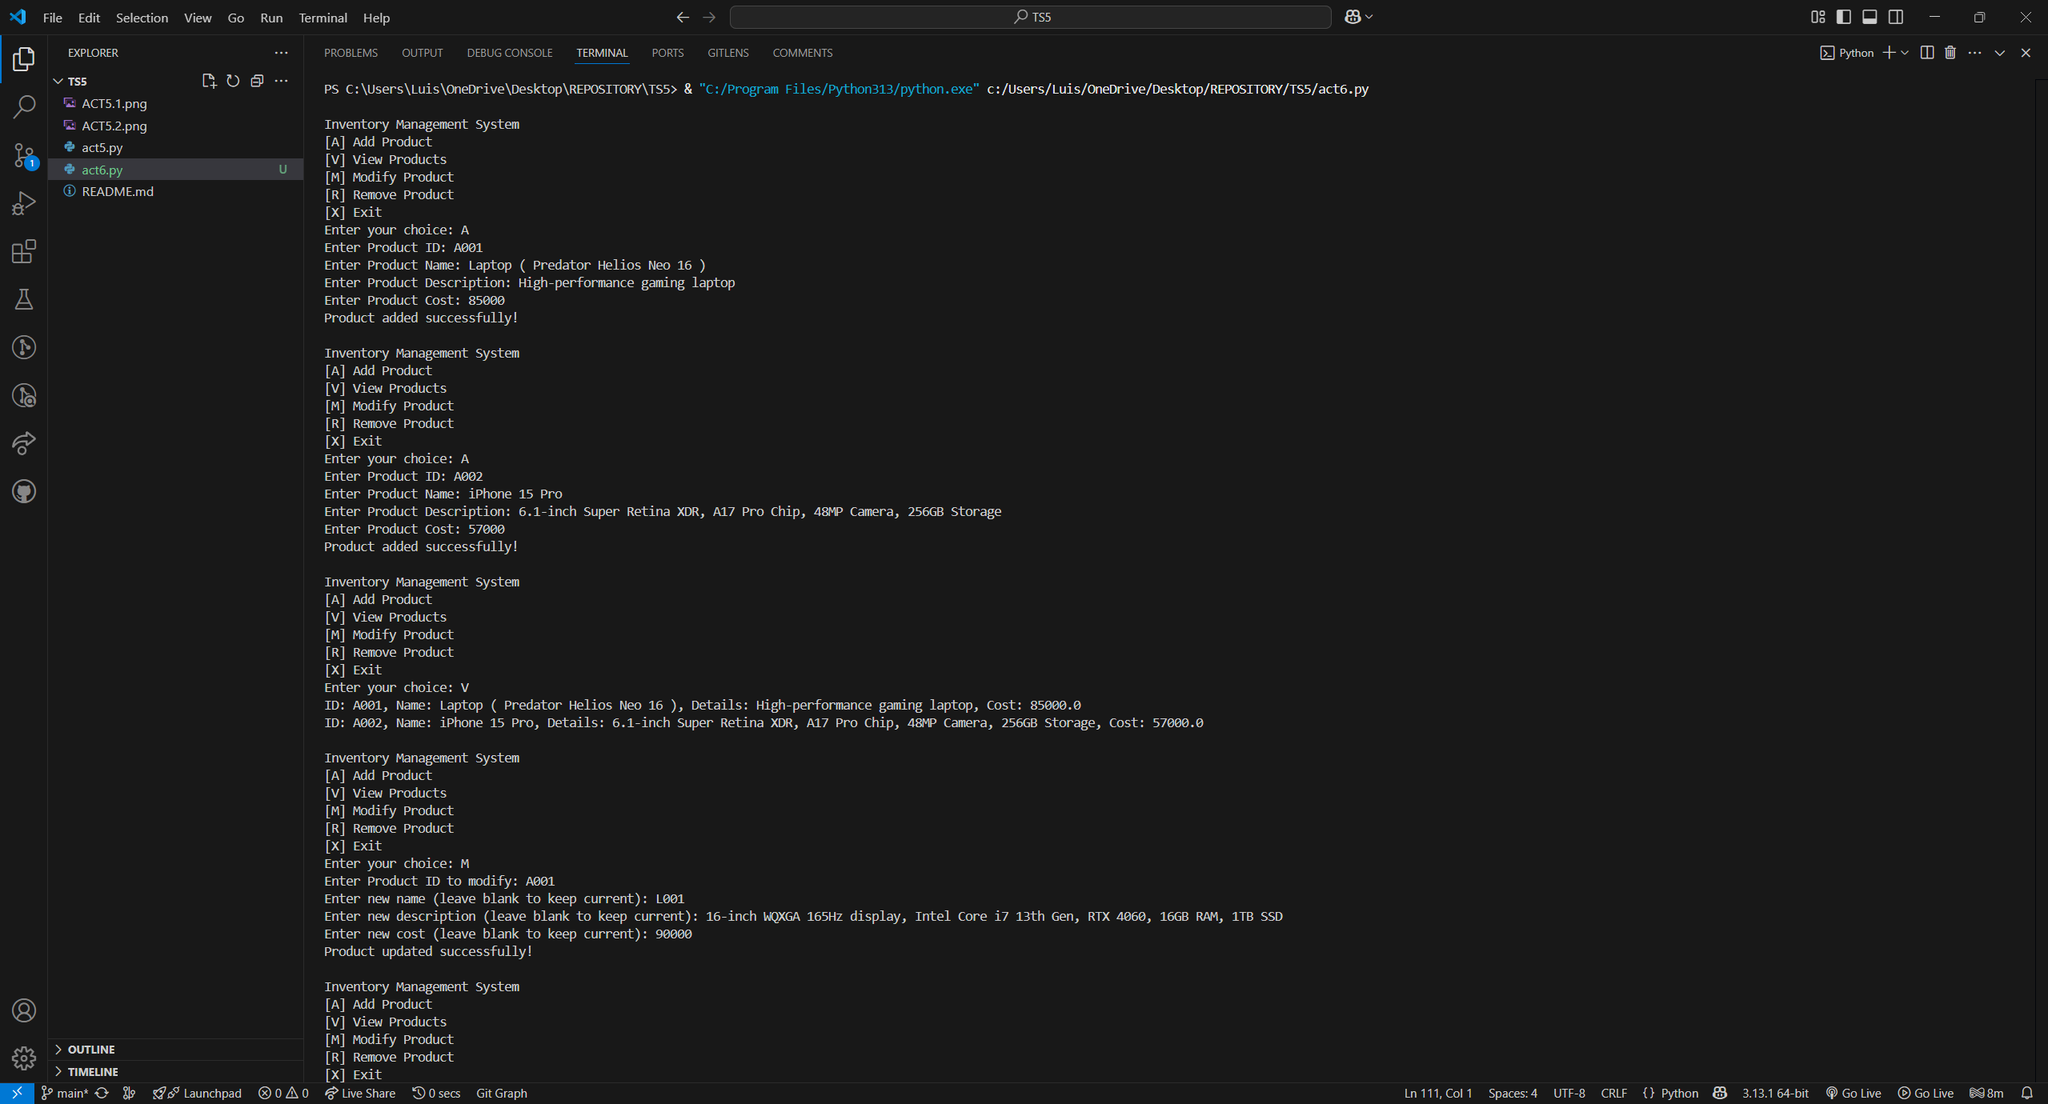 File Edit Selection View Go Run Terminal Help
TS5
EXPLORER
TS5
ACT5.1.png
ACT5.2.png
act5.py
act6.py U
README.md
1
OUTLINE
TIMELINE
PROBLEMS OUTPUT DEBUG CONSOLE TERMINAL PORTS GITLENS COMMENTS
Python
PS C:\Users\Luis\OneDrive\Desktop\REPOSITORY\TS5> & "C:/Program Files/Python313/python.exe" c:/Users/Luis/OneDrive/Desktop/REPOSITORY/TS5/act6.py
Inventory Management System
[A] Add Product
[V] View Products
[M] Modify Product
[R] Remove Product
[X] Exit
Enter your choice: A
Enter Product ID: A001
Enter Product Name: Laptop ( Predator Helios Neo 16 )
Enter Product Description: High-performance gaming laptop
Enter Product Cost: 85000
Product added successfully!
Inventory Management System
[A] Add Product
[V] View Products
[M] Modify Product
[R] Remove Product
[X] Exit
Enter your choice: A
Enter Product ID: A002
Enter Product Name: iPhone 15 Pro
Enter Product Description: 6.1-inch Super Retina XDR, A17 Pro Chip, 48MP Camera, 256GB Storage
Enter Product Cost: 57000
Product added successfully!
Inventory Management System
[A] Add Product
[V] View Products
[M] Modify Product
[R] Remove Product
[X] Exit
Enter your choice: V
ID: A001, Name: Laptop ( Predator Helios Neo 16 ), Details: High-performance gaming laptop, Cost: 85000.0
ID: A002, Name: iPhone 15 Pro, Details: 6.1-inch Super Retina XDR, A17 Pro Chip, 48MP Camera, 256GB Storage, Cost: 57000.0
Inventory Management System
[A] Add Product
[V] View Products
[M] Modify Product
[R] Remove Product
[X] Exit
Enter your choice: M
Enter Product ID to modify: A001
Enter new name (leave blank to keep current): L001
Enter new description (leave blank to keep current): 16-inch WQXGA 165Hz display, Intel Core i7 13th Gen, RTX 4060, 16GB RAM, 1TB SSD
Enter new cost (leave blank to keep current): 90000
Product updated successfully!
Inventory Management System
[A] Add Product
[V] View Products
[M] Modify Product
[R] Remove Product
[X] Exit
main* Launchpad 0 0 Live Share 0 secs Git Graph Ln 111, Col 1 Spaces: 4 UTF-8 CRLF {} Python 3.13.1 64-bit Go Live Go Live 8m